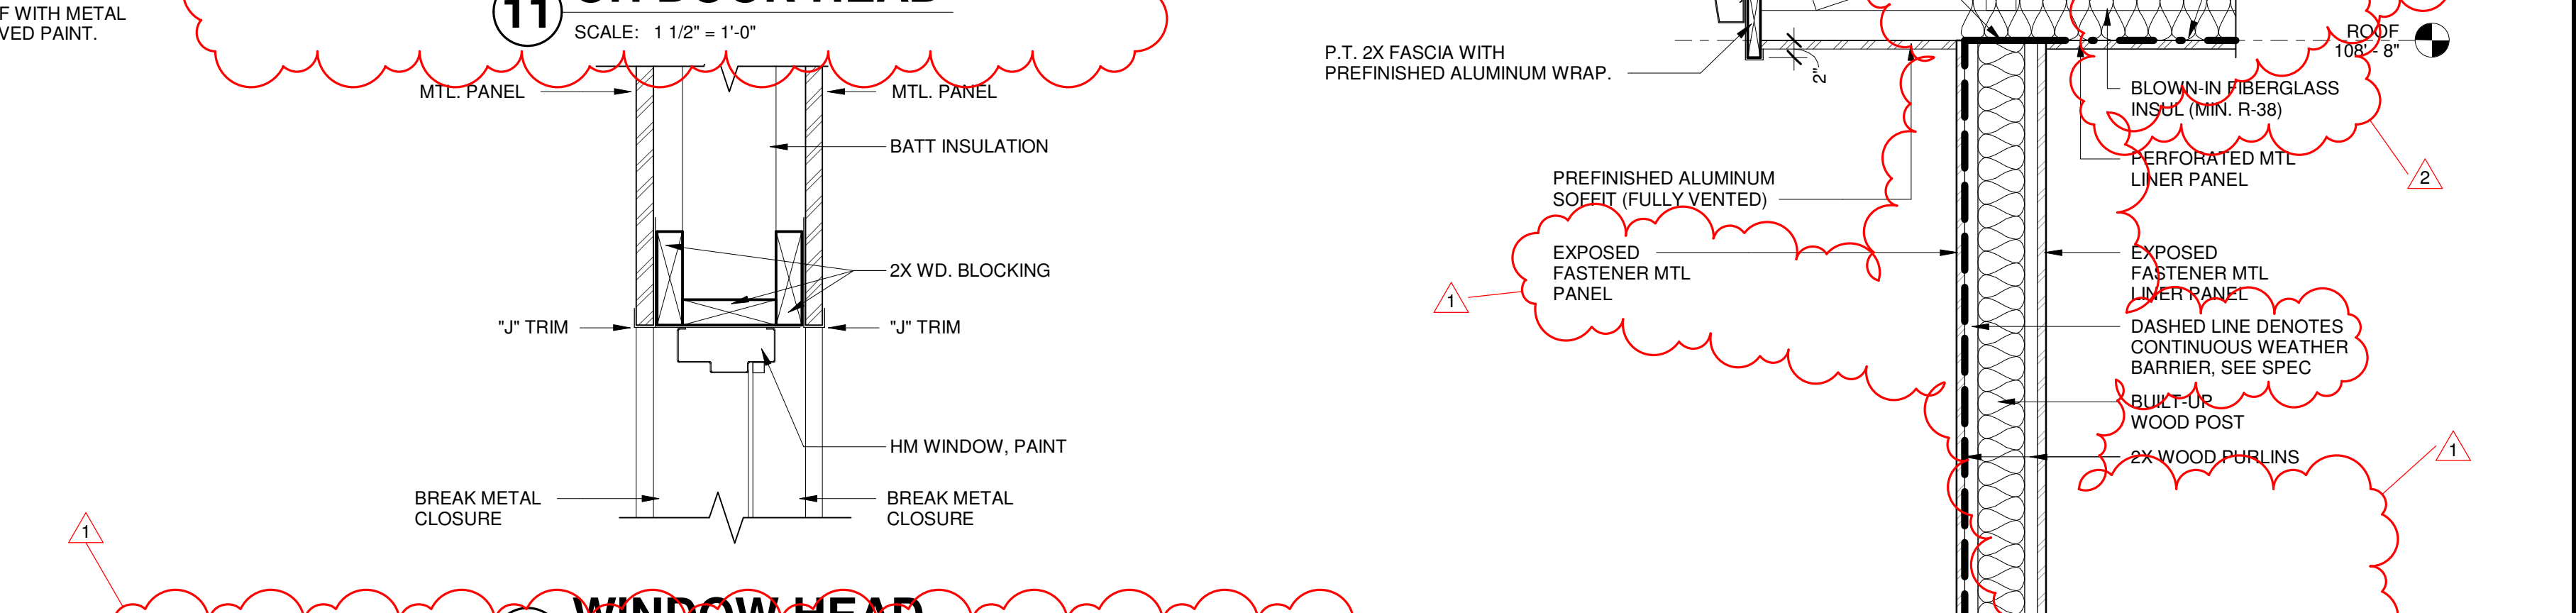 F WITH METAL
VED PAINT.
11
OH DOOR HEAD
SCALE: 1 1/2" = 1'-0"
MTL. PANEL
MTL. PANEL
BATT INSULATION
2X WD. BLOCKING
"J" TRIM
"J" TRIM
HM WINDOW, PAINT
BREAK METAL
CLOSURE
BREAK METAL
CLOSURE
1
WINDOW HEAD
P.T. 2X FASCIA WITH
PREFINISHED ALUMINUM WRAP.
2"
ROOF
108' - 8"
BLOWN-IN FIBERGLASS
INSUL (MIN. R-38)
PERFORATED MTL
LINER PANEL
2
PREFINISHED ALUMINUM
SOFFIT (FULLY VENTED)
EXPOSED
FASTENER MTL
PANEL
1
EXPOSED
FASTENER MTL
LINER PANEL
DASHED LINE DENOTES
CONTINUOUS WEATHER
BARRIER, SEE SPEC
BUILT-UP
WOOD POST
2X WOOD PURLINS
1